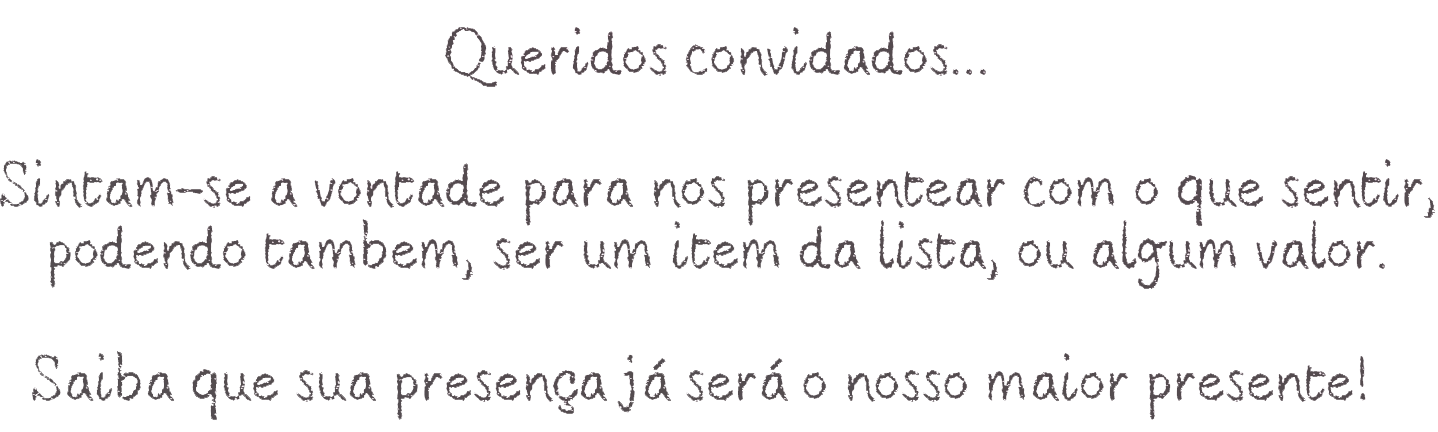 Queridos convidados...
Sintam-se a vontade para nos presentear com o que sentir,
podendo tambem, ser um item da lista, ou algum valor.
Saiba que sua presença já será o nosso maior presente!